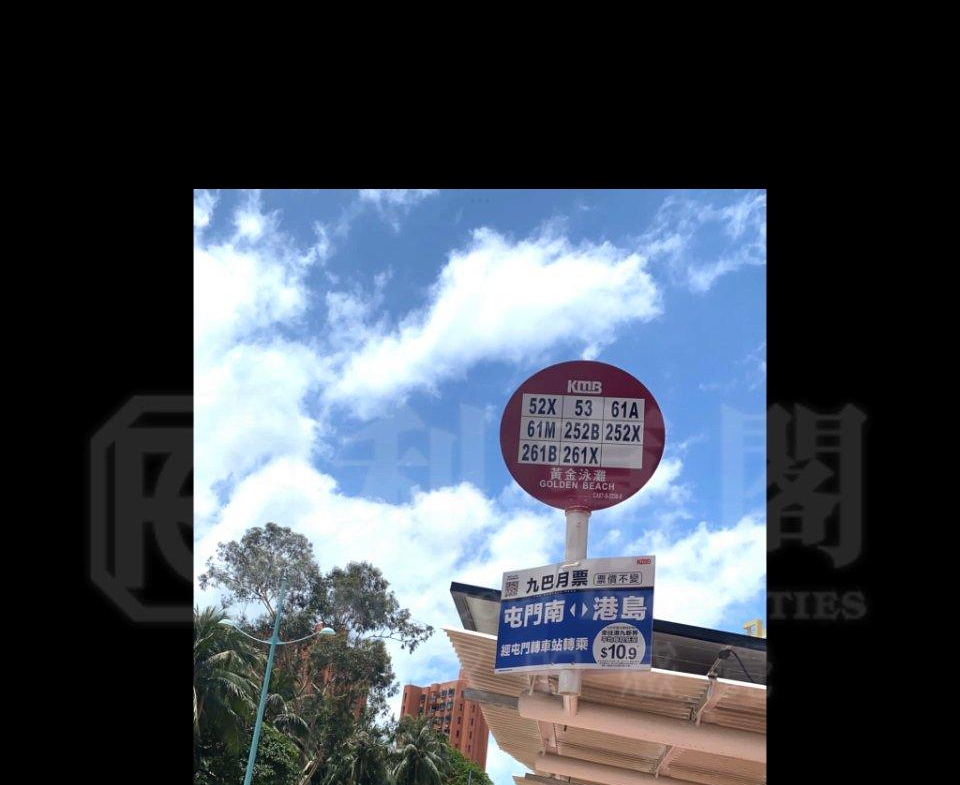 KMB
52X 53 61A
61M 252B 252X
261B 261X
黃金泳灘
GOLDEN BEACH
KMB
九巴月票 票價不變
屯門南 港島
經屯門轉車站轉乘
$10.9
利 閣